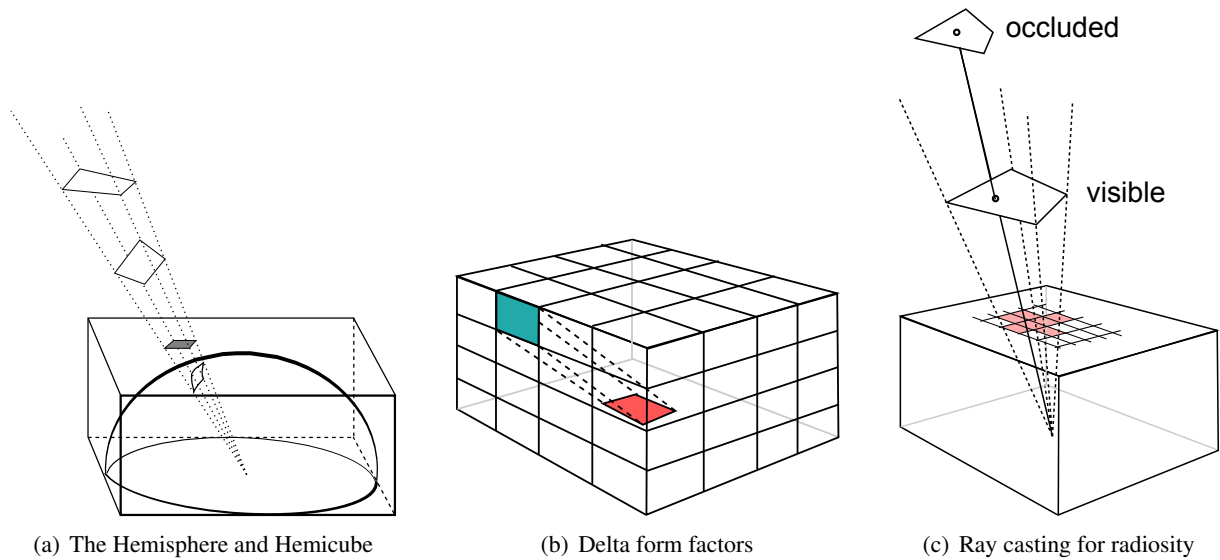 occluded
visible
(a) The Hemisphere and Hemicube
(b) Delta form factors
(c) Ray casting for radiosity